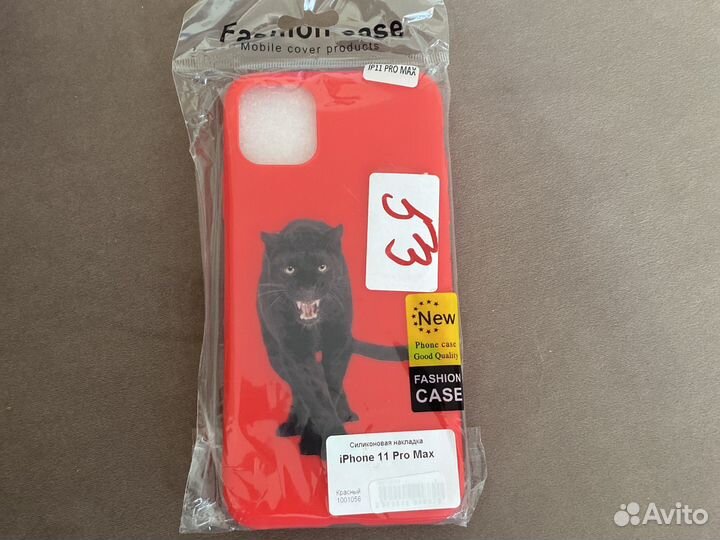 Fashion Case
Mobile cover products
IP11 PRO MAX
53
New
Phone case
Good Quality
FASHION
CASE
Силиконовая накладка
iPhone 11 Pro Max
Красный
1001056
Avito